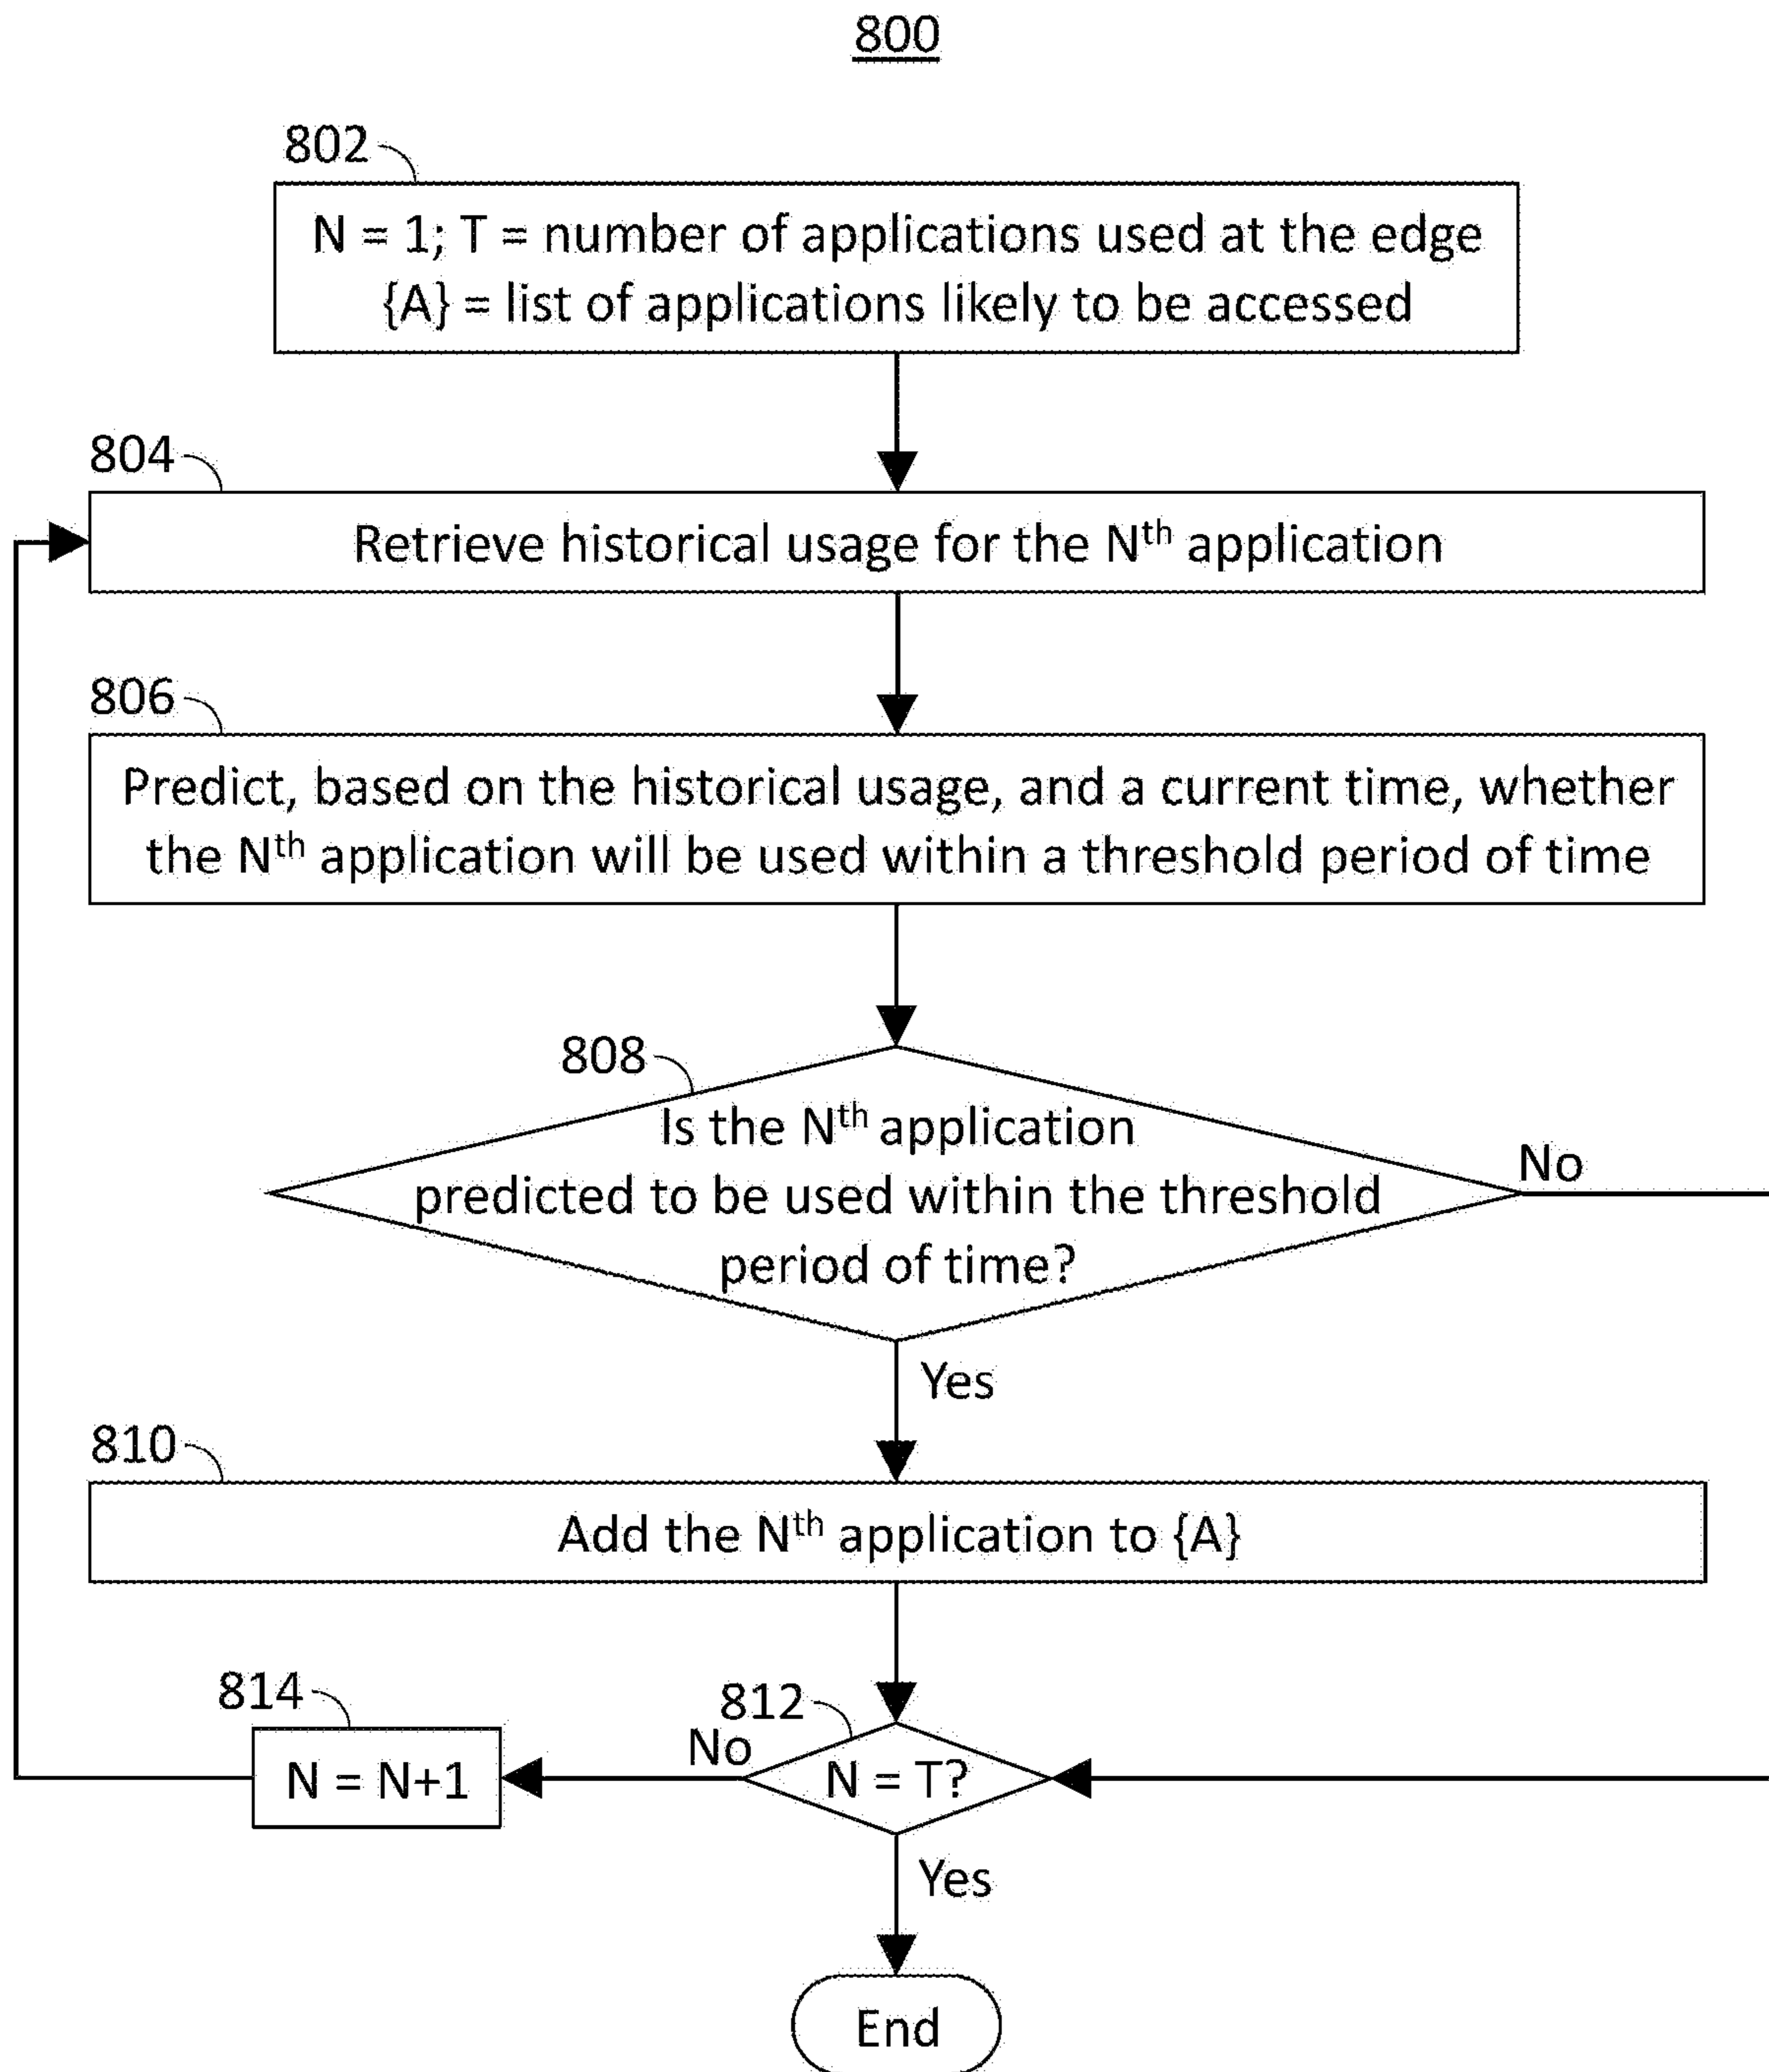 800
802
N = 1; T = number of applications used at the edge
{A} = list of applications likely to be accessed
804
Retrieve historical usage for the Nth application
806
Predict, based on the historical usage, and a current time, whether
the Nth application will be used within a threshold period of time
808
Is the Nth application
predicted to be used within the threshold
period of time?
No
Yes
810
Add the Nth application to {A}
814
812
No
N = N+1
N = T?
Yes
End